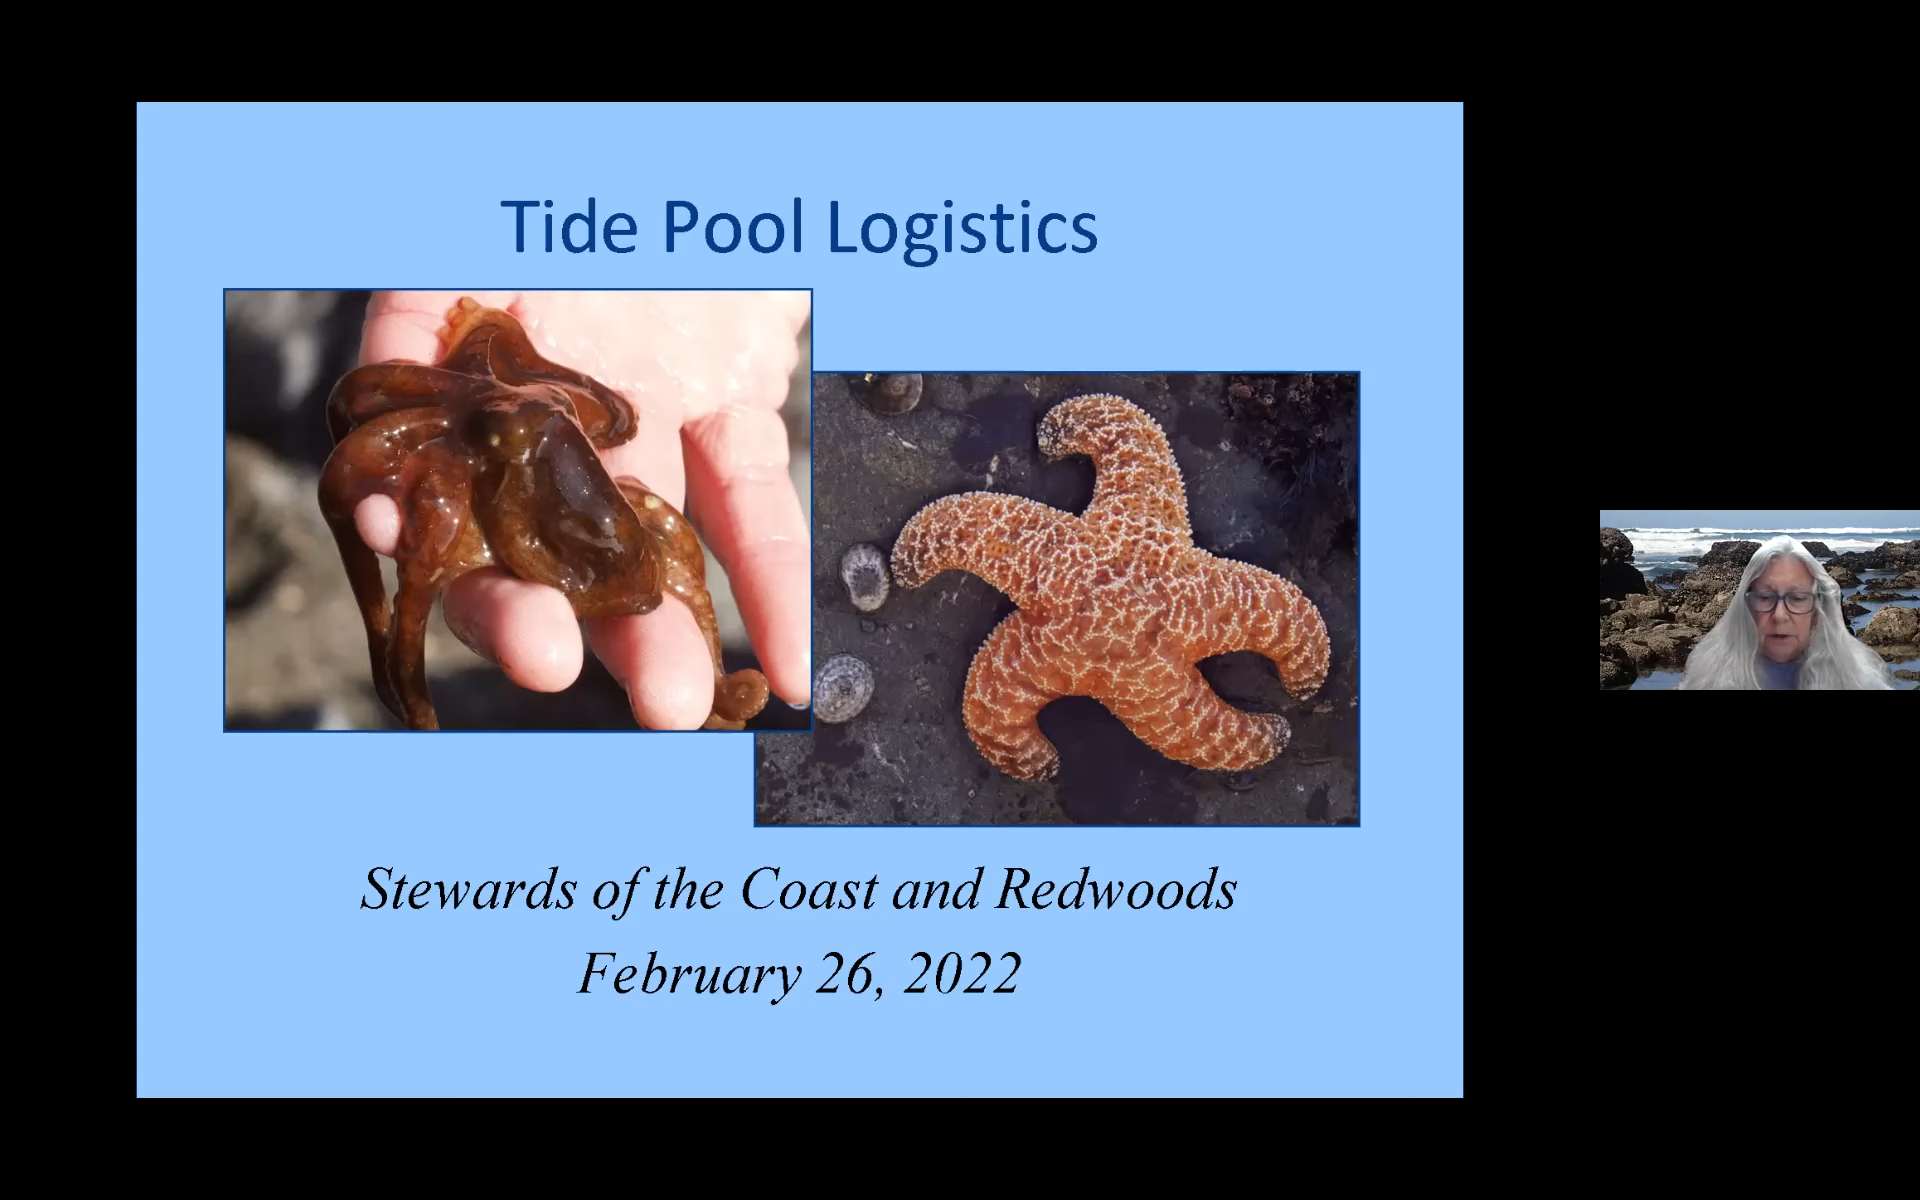 Tide Pool Logistics
Stewards of the Coast and Redwoods
February 26, 2022